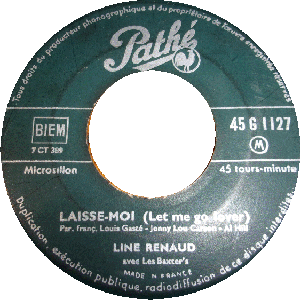 Tous droits du producteur phonographique et du propriétaire de l'œuvre enregistrée réservés
Pathé
BIEM
7 CT 389
45 G 1127
M
Microsillon
45 tours-minute
LAISSE-MOI (Let me go lover)
Par. franç. Louis Gasté - Jenny Lou Carson - Al Hill
LINE RENAUD
avec Les Baxter's
MADE IN FRANCE
Duplication, exécution publique, radiodiffusion de ce disque interdites.